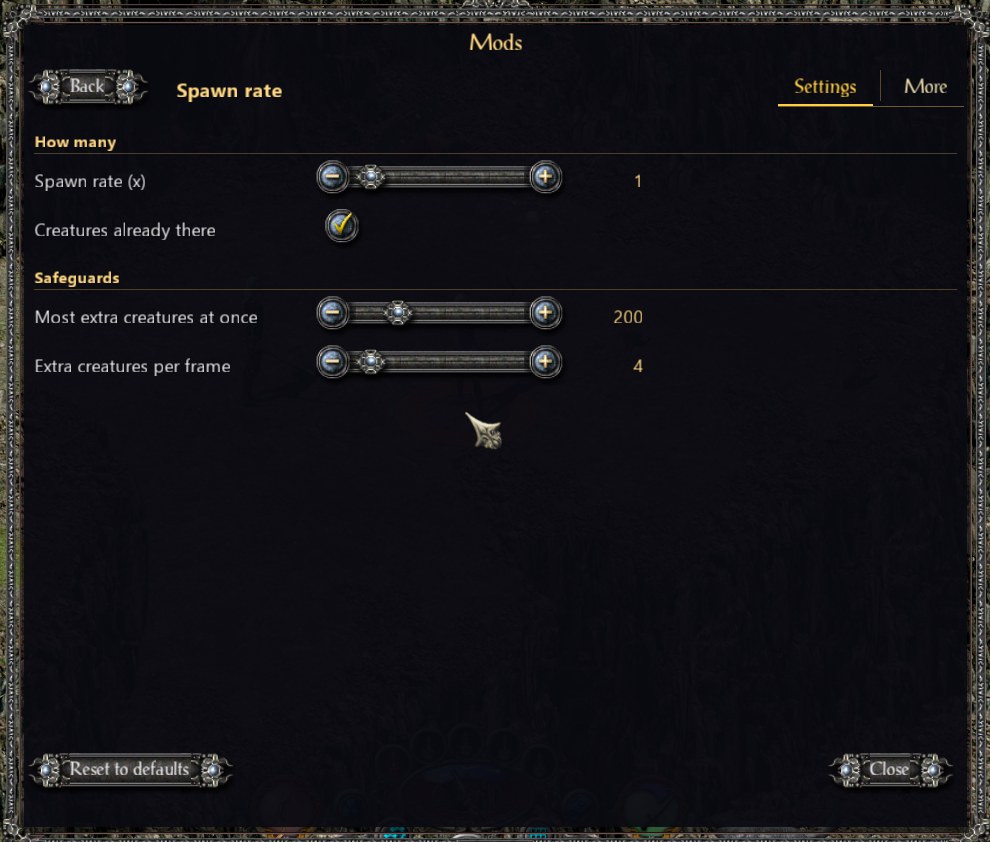 Mods
Back
Spawn rate
Settings
More
How many
Spawn rate (x)
1
Creatures already there
Safeguards
Most extra creatures at once
200
Extra creatures per frame
4
Reset to defaults
Close